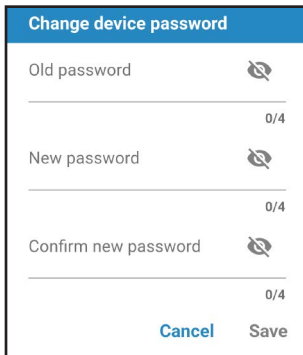 Change device password
Old password
0/4
New password
0/4
Confirm new password
0/4
Cancel Save